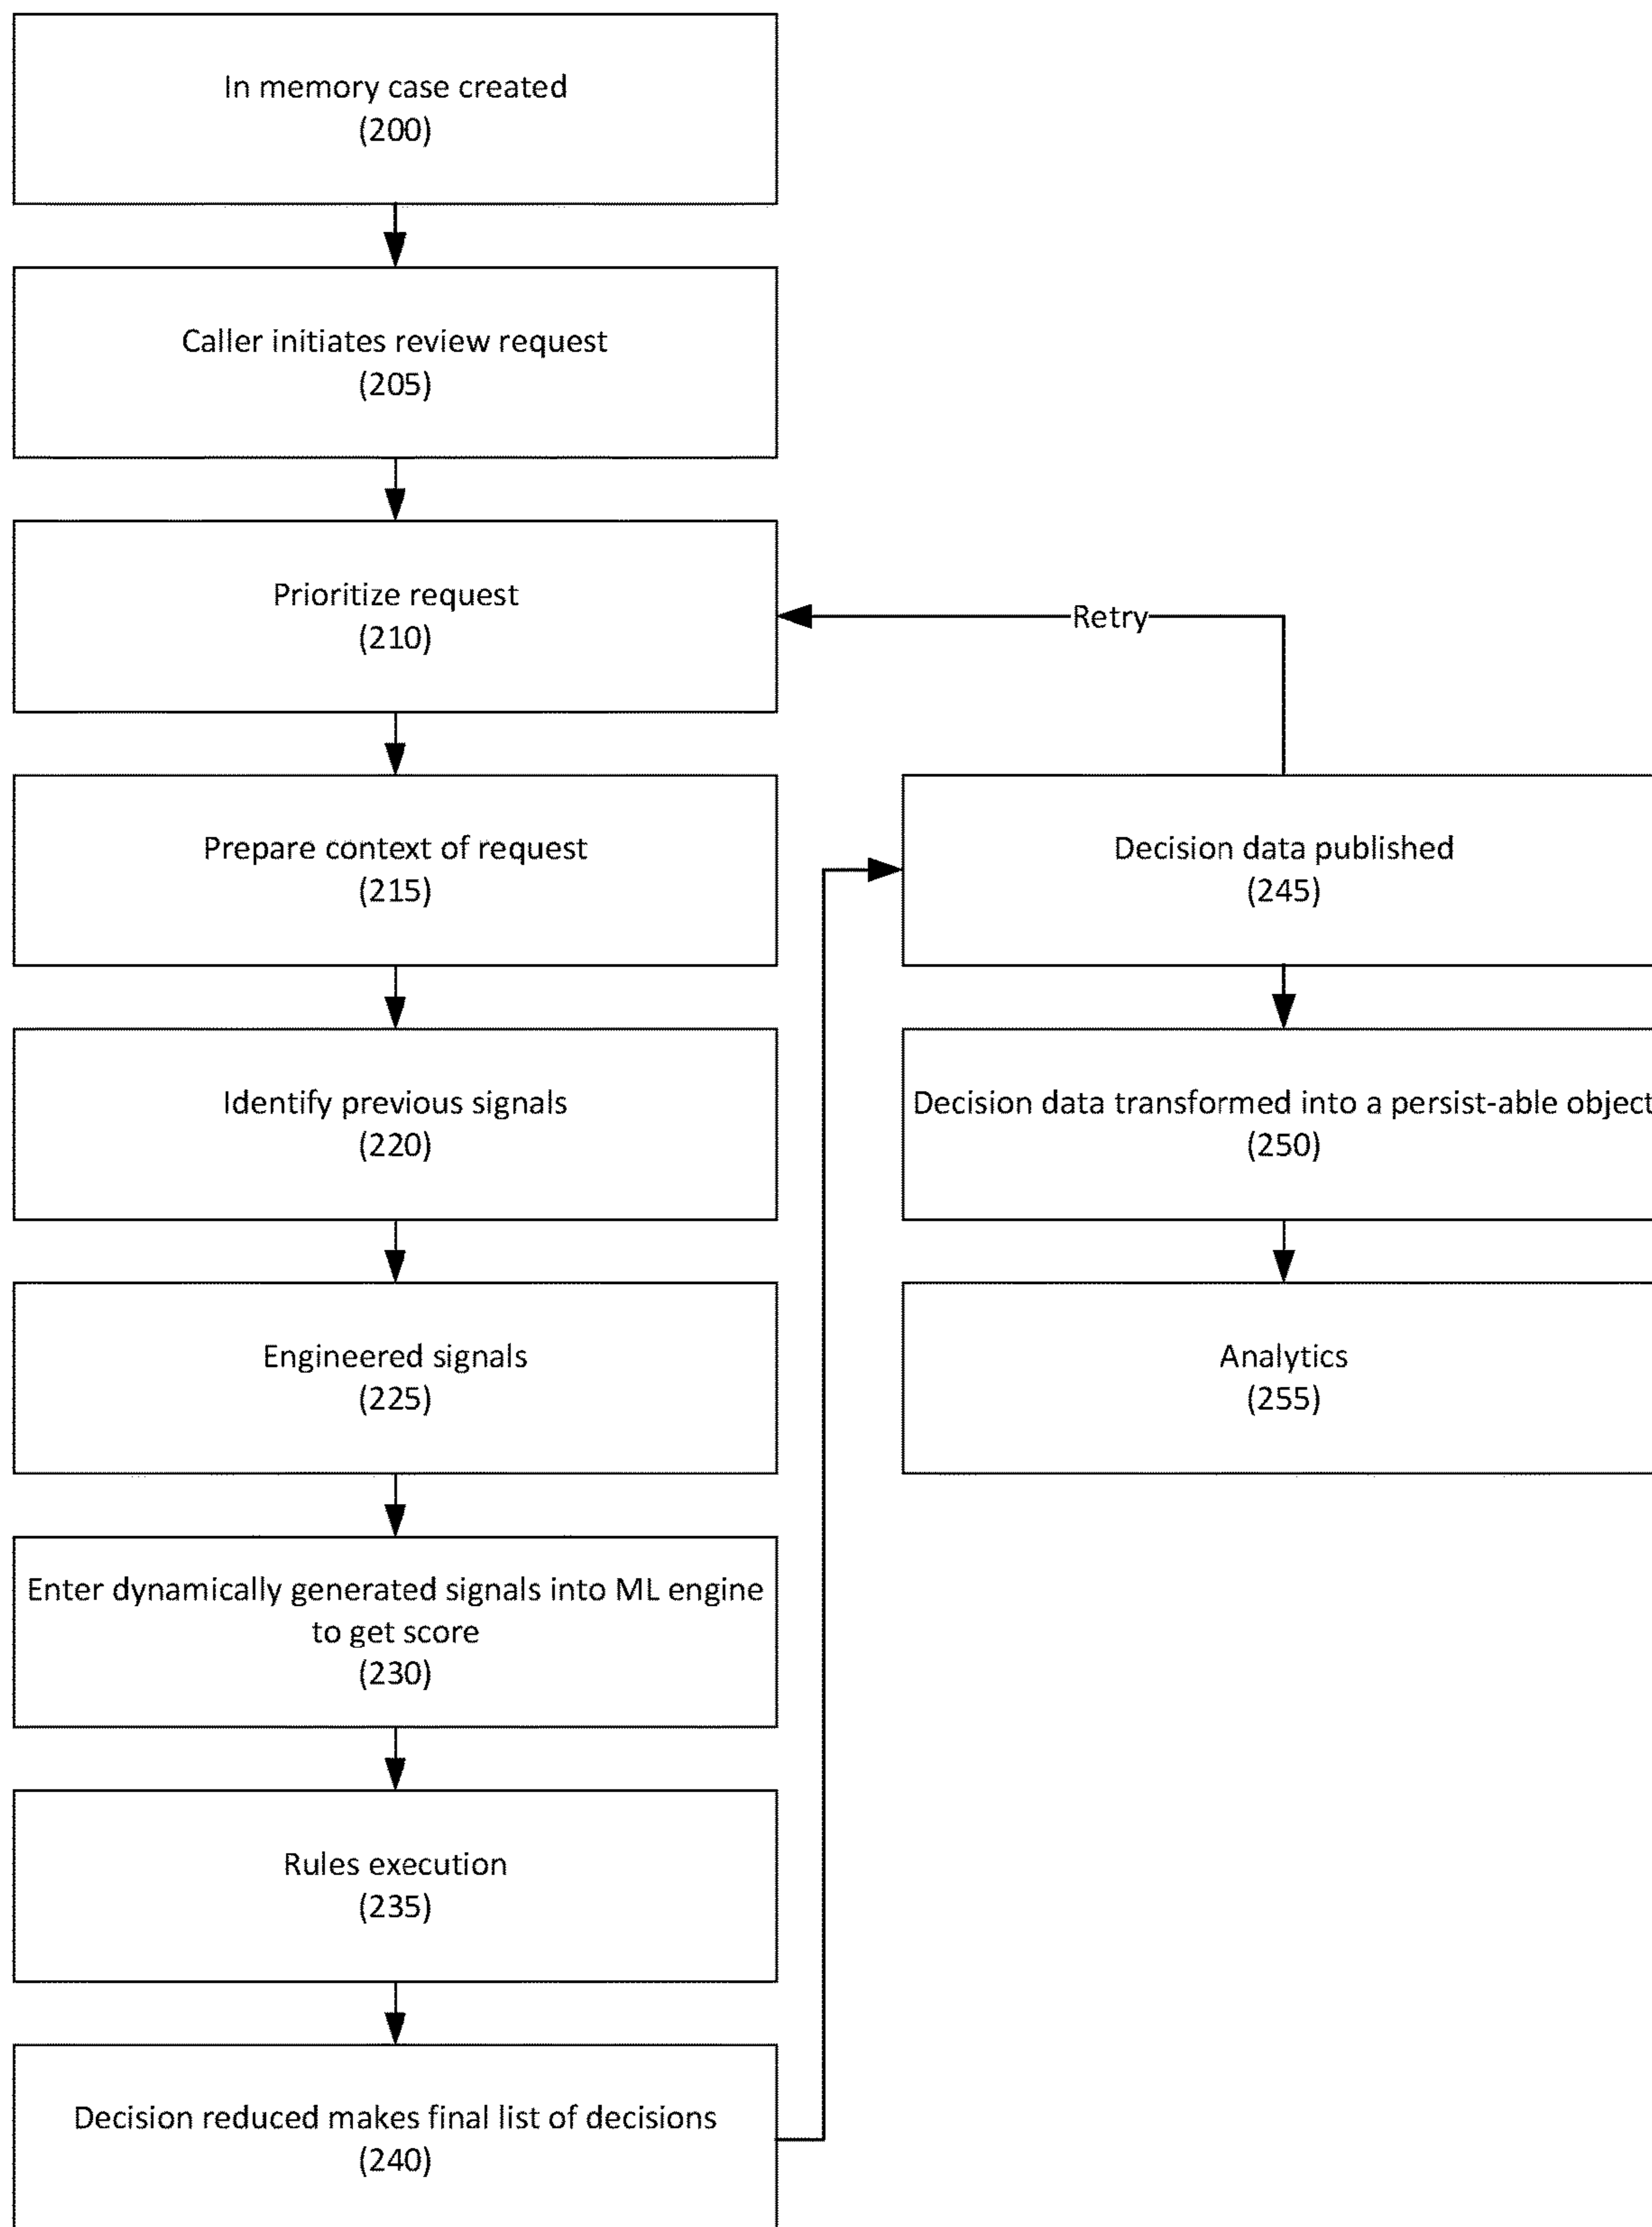 In memory case created
(200)
Caller initiates review request
(205)
Prioritize request
(210)
Retry
Prepare context of request
(215)
Decision data published
(245)
Identify previous signals
(220)
Decision data transformed into a persist-able object
(250)
Engineered signals
(225)
Analytics
(255)
Enter dynamically generated signals into ML engine
to get score
(230)
Rules execution
(235)
Decision reduced makes final list of decisions
(240)